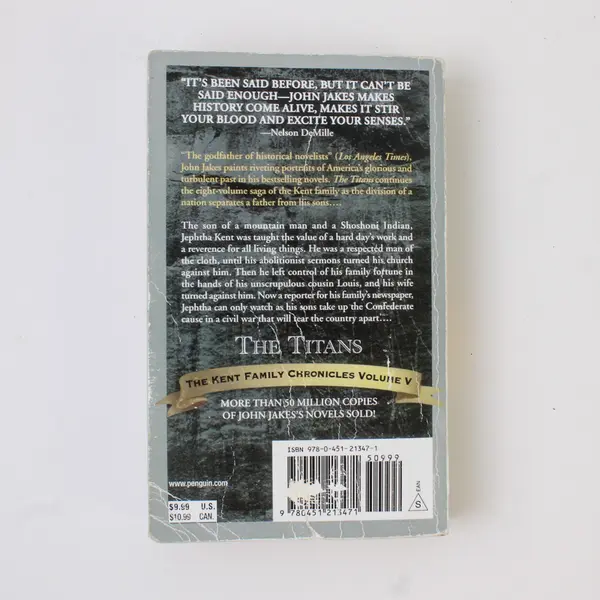 “IT’S BEEN SAID BEFORE, BUT IT CAN’T BE
SAID ENOUGH—JOHN JAKES MAKES
HISTORY COME ALIVE, MAKES IT STIR
YOUR BLOOD AND EXCITE YOUR SENSES.”
—Nelson DeMille
“The godfather of historical novelists” (Los Angeles Times),
John Jakes paints riveting portraits of America’s glorious and
turbulent past in his bestselling novels. The Titans continues
the eight-volume saga of the Kent family as the division of a
nation separates a father from his sons....
The son of a mountain man and a Shoshoni Indian,
Jephtha Kent was taught the value of a hard day’s work and
a reverence for all living things. He was a respected man of
the cloth, until his abolitionist sermons turned his church
against him. Then he left control of his family fortune in
the hands of his unscrupulous cousin Louis, and his wife
turned against him. Now a reporter for his family’s newspaper,
Jephtha can only watch as his sons take up the Confederate
cause in a civil war that will tear the country apart....
THE TITANS
THE KENT FAMILY CHRONICLES VOLUME V
MORE THAN 50 MILLION COPIES
OF JOHN JAKES’S NOVELS SOLD!
ISBN 978-0-451-21347-1
50999
9 780451 213471
EAN
S
www.penguin.com
$9.99 U.S.
$10.99 CAN.